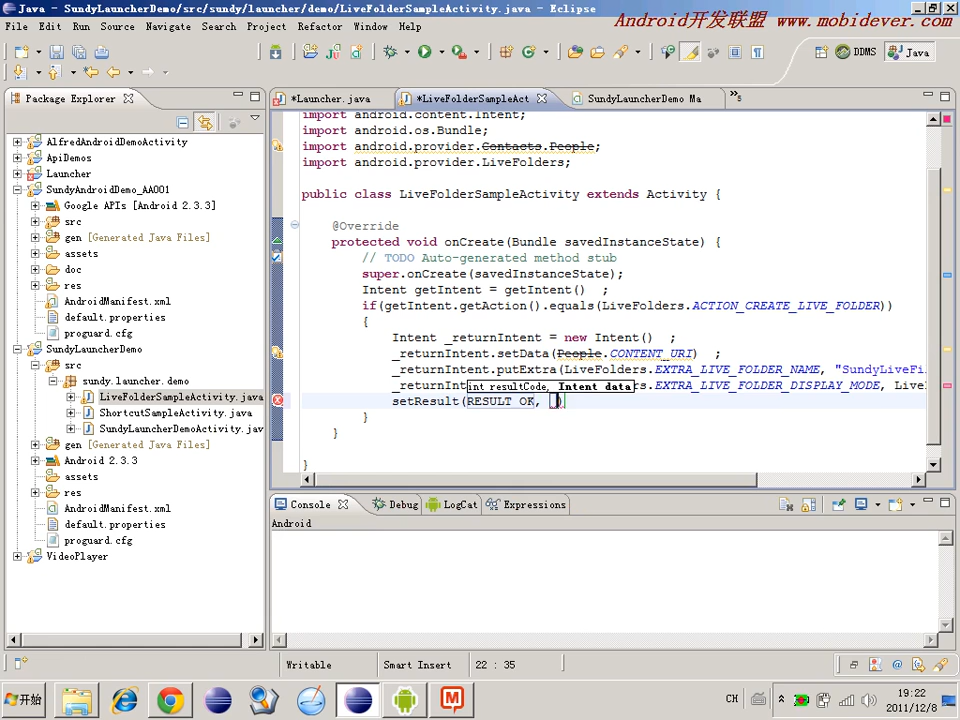 Java - SundyLauncherDemo/src/sundy/launcher/demo/LiveFolderSampleActivity.java - Eclipse
Android开发联盟 www.mobidever.com
File Edit Run Source Navigate Search Project Refactor Window Help
DDMS Java
Package Explorer
*Launcher.java *LiveFolderSampleAct SundyLauncherDemo Ma »5
AlfredAndroidDemoActivity
ApiDemos
Launcher
SundyAndroidDemo_AA001
Google APIs [Android 2.3.3]
src
gen [Generated Java Files]
assets
doc
res
AndroidManifest.xml
default.properties
proguard.cfg
SundyLauncherDemo
src
sundy.launcher.demo
LiveFolderSampleActivity.java
ShortcutSampleActivity.java
SundyLauncherDemoActivity.jav
gen [Generated Java Files]
Android 2.3.3
assets
res
AndroidManifest.xml
default.properties
proguard.cfg
VideoPlayer
import android.content.Intent;
import android.os.Bundle;
import android.provider.Contacts.People;
import android.provider.LiveFolders;
public class LiveFolderSampleActivity extends Activity {
@Override
protected void onCreate(Bundle savedInstanceState) {
// TODO Auto-generated method stub
super.onCreate(savedInstanceState);
Intent getIntent = getIntent() ;
if(getIntent.getAction().equals(LiveFolders.ACTION_CREATE_LIVE_FOLDER))
{
Intent _returnIntent = new Intent() ;
_returnIntent.setData(People.CONTENT_URI) ;
_returnIntent.putExtra(LiveFolders.EXTRA_LIVE_FOLDER_NAME, "SundyLiveFi
_returnInt int resultCode, Intent data rs.EXTRA_LIVE_FOLDER_DISPLAY_MODE, Live
setResult(RESULT_OK, )
}
}
}
Console Debug LogCat Expressions
Android
Writable Smart Insert 22 : 35
开始
CH
19:22
2011/12/8